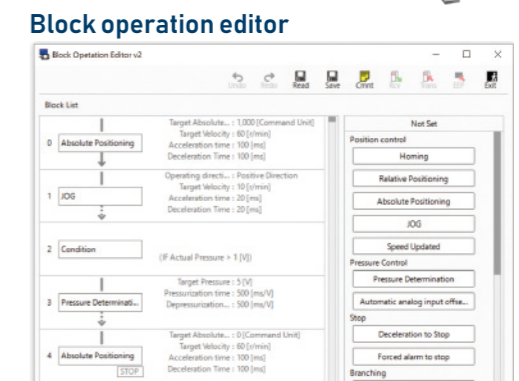 Block operation editor
Block Opetation Editor v2
Undo Redo Read Save Cmnt Rcv Trans EEP Exit
Block List
0 Absolute Positioning
Target Absolute... : 1,000 [Command Unit]
Target Velocity : 60 [r/min]
Acceleration time : 100 [ms]
Deceleration Time : 100 [ms]
1 JOG
Operating directi... : Positive Direction
Target Velocity : 10 [r/min]
Acceleration time : 20 [ms]
Deceleration Time : 20 [ms]
2 Condition
(IF Actual Pressure > 1 [V])
3 Pressure Determinati...
Target Pressure : 5 [V]
Pressurization time : 500 [ms/V]
Depressurization... : 500 [ms/V]
4 Absolute Positioning
STOP
Target Absolute... : 0 [Command Unit]
Target Velocity : 60 [r/min]
Acceleration time : 100 [ms]
Deceleration Time : 100 [ms]
Not Set
Position control
Homing
Relative Positioning
Absolute Positioning
JOG
Speed Updated
Pressure Control
Pressure Determination
Automatic analog input offse...
Stop
Deceleration to Stop
Forced alarm to stop
Branching